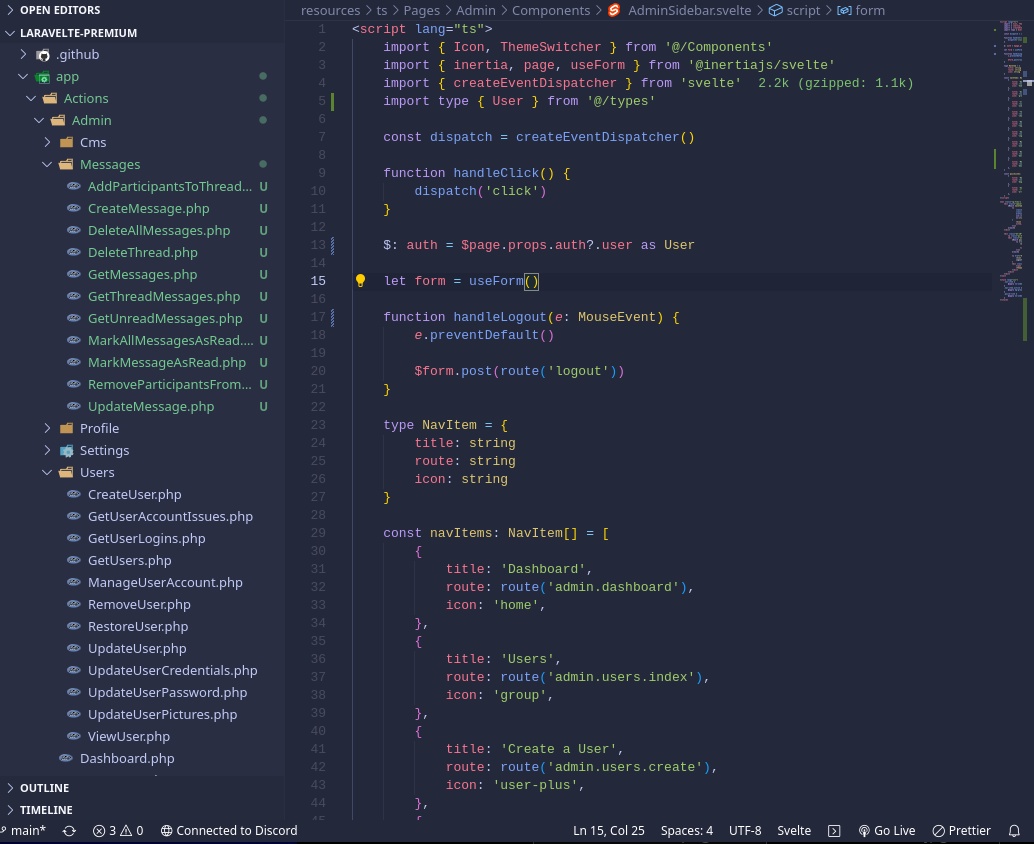 OPEN EDITORS
LARAVELTE-PREMIUM
.github
app
Actions
Admin
Cms
Messages
AddParticipantsToThread... U
CreateMessage.php U
DeleteAllMessages.php U
DeleteThread.php U
GetMessages.php U
GetThreadMessages.php U
GetUnreadMessages.php U
MarkAllMessagesAsRead.... U
MarkMessageAsRead.php U
RemoveParticipantsFrom... U
UpdateMessage.php U
Profile
Settings
Users
CreateUser.php
GetUserAccountIssues.php
GetUserLogins.php
GetUsers.php
ManageUserAccount.php
RemoveUser.php
RestoreUser.php
UpdateUser.php
UpdateUserCredentials.php
UpdateUserPassword.php
UpdateUserPictures.php
ViewUser.php
Dashboard.php
OUTLINE
TIMELINE
resources > ts > Pages > Admin > Components > AdminSidebar.svelte > script > form
1 <script lang="ts">
2 import { Icon, ThemeSwitcher } from '@/Components'
3 import { inertia, page, useForm } from '@inertiajs/svelte'
4 import { createEventDispatcher } from 'svelte' 2.2k (gzipped: 1.1k)
5 import type { User } from '@/types'
6
7 const dispatch = createEventDispatcher()
8
9 function handleClick() {
10 dispatch('click')
11 }
12
13 $: auth = $page.props.auth?.user as User
14
15 let form = useForm()
16
17 function handleLogout(e: MouseEvent) {
18 e.preventDefault()
19
20 $form.post(route('logout'))
21 }
22
23 type NavItem = {
24 title: string
25 route: string
26 icon: string
27 }
28
29 const navItems: NavItem[] = [
30 {
31 title: 'Dashboard',
32 route: route('admin.dashboard'),
33 icon: 'home',
34 },
35 {
36 title: 'Users',
37 route: route('admin.users.index'),
38 icon: 'group',
39 },
40 {
41 title: 'Create a User',
42 route: route('admin.users.create'),
43 icon: 'user-plus',
44 },
45 {
main* 3 0 Connected to Discord Ln 15, Col 25 Spaces: 4 UTF-8 Svelte Go Live Prettier